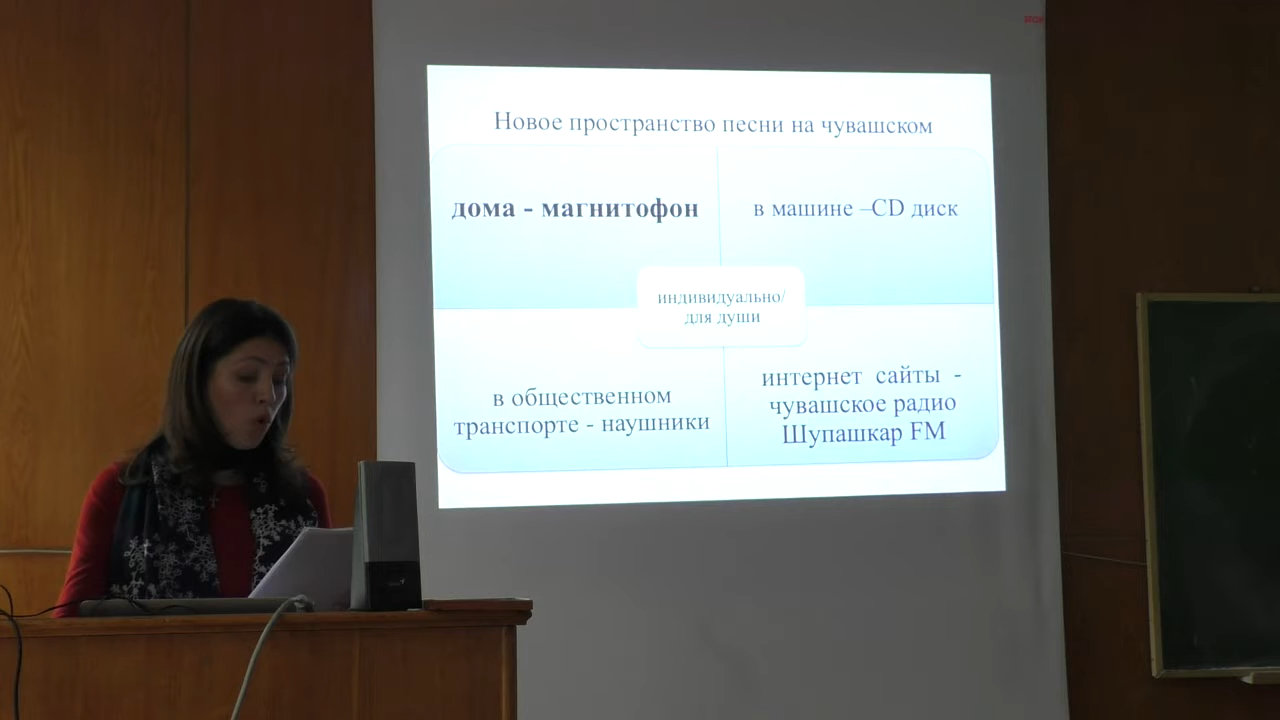 Новое пространство песни на чувашском
дома - магнитофон
в машине –CD диск
индивидуально/
для души
в общественном
транспорте - наушники
интернет сайты -
чувашское радио
Шупашкар FM